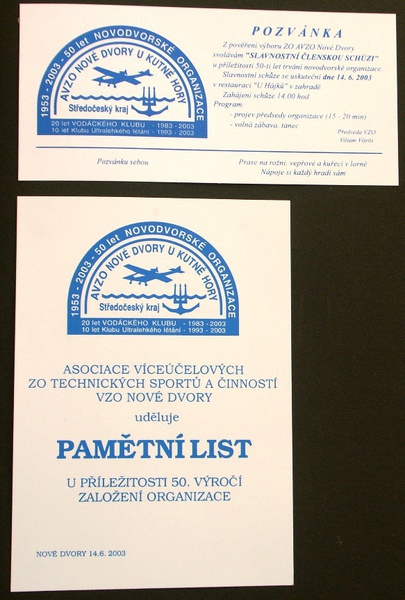 1953 - 2003 - 50 let NOVODVORSKÉ ORGANIZACE
AVZO NOVÉ DVORY U KUTNÉ HORY
Středočeský kraj
20 let VODÁCKÉHO KLUBU - 1983 - 2003
10 let Klubu Ultralehkého létání - 1993 - 2003
POZVÁNKA
Z pověření výboru ZO AVZO Nové Dvory
svolávám "SLAVNOSTNÍ ČLENSKOU SCHŮZI"
u příležitosti 50-ti let trvání novodvorské organizace.
Slavnostní schůze se uskuteční dne 14. 6. 2003
v restauraci "U Hájků" v zahradě
Zahájení schůze 14.00 hod
Program:
- projev předsedy organizace (15 - 20 min)
- volná zábava, tanec
Předseda VZO
Viliam Vörös
Pozvánku sebou
Prase na rožni, vepřové a kuřecí v lorně
Nápoje si každý hradí sám
1953 - 2003 - 50 let NOVODVORSKÉ ORGANIZACE
AVZO NOVÉ DVORY U KUTNÉ HORY
Středočeský kraj
20 let VODÁCKÉHO KLUBU - 1983 - 2003
10 let Klubu Ultralehkého létání - 1993 - 2003
ASOCIACE VÍCEÚČELOVÝCH
ZO TECHNICKÝCH SPORTŮ A ČINNOSTÍ
VZO NOVÉ DVORY
uděluje
PAMĚTNÍ LIST
U PŘÍLEŽITOSTI 50. VÝROČÍ
ZALOŽENÍ ORGANIZACE
NOVÉ DVORY 14.6. 2003